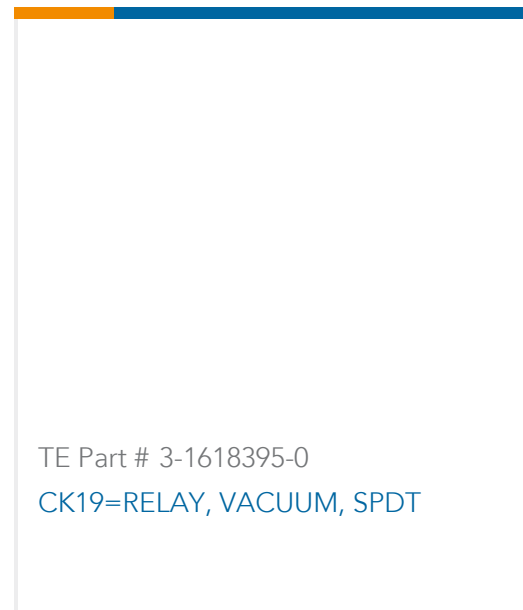 TE Part # 3-1618395-0
CK19=RELAY, VACUUM, SPDT